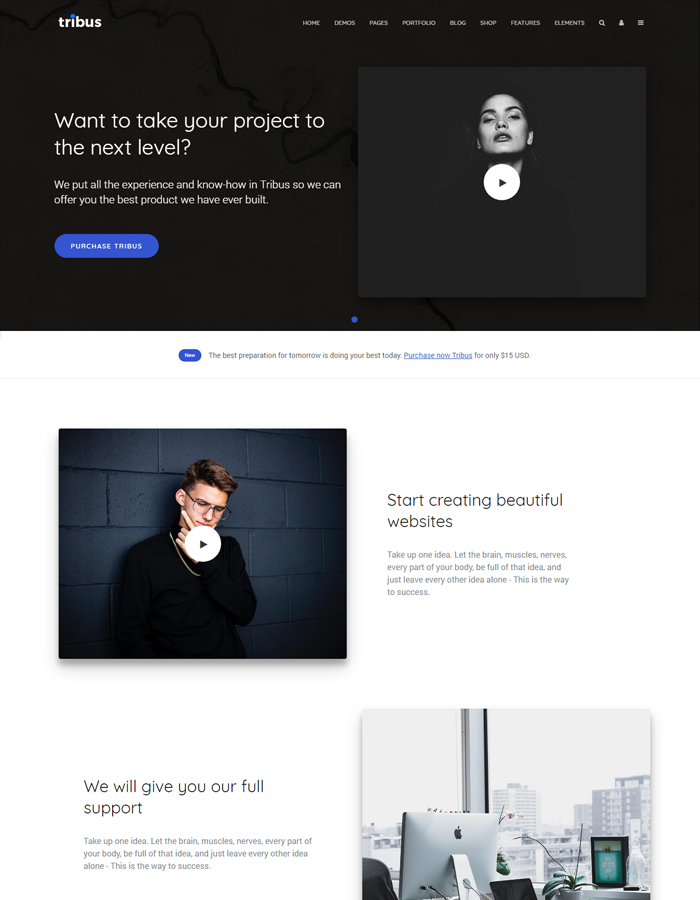 tribus
HOME DEMOS PAGES PORTFOLIO BLOG SHOP FEATURES ELEMENTS
Want to take your project to
the next level?
We put all the experience and know-how in Tribus so we can
offer you the best product we have ever built.
PURCHASE TRIBUS
New The best preparation for tomorrow is doing your best today. Purchase now Tribus for only $15 USD.
Start creating beautiful
websites
Take up one idea. Let the brain, muscles, nerves,
every part of your body, be full of that idea, and
just leave every other idea alone - This is the way
to success.
We will give you our full
support
Take up one idea. Let the brain, muscles, nerves, every part of
your body, be full of that idea, and just leave every other idea
alone - This is the way to success.